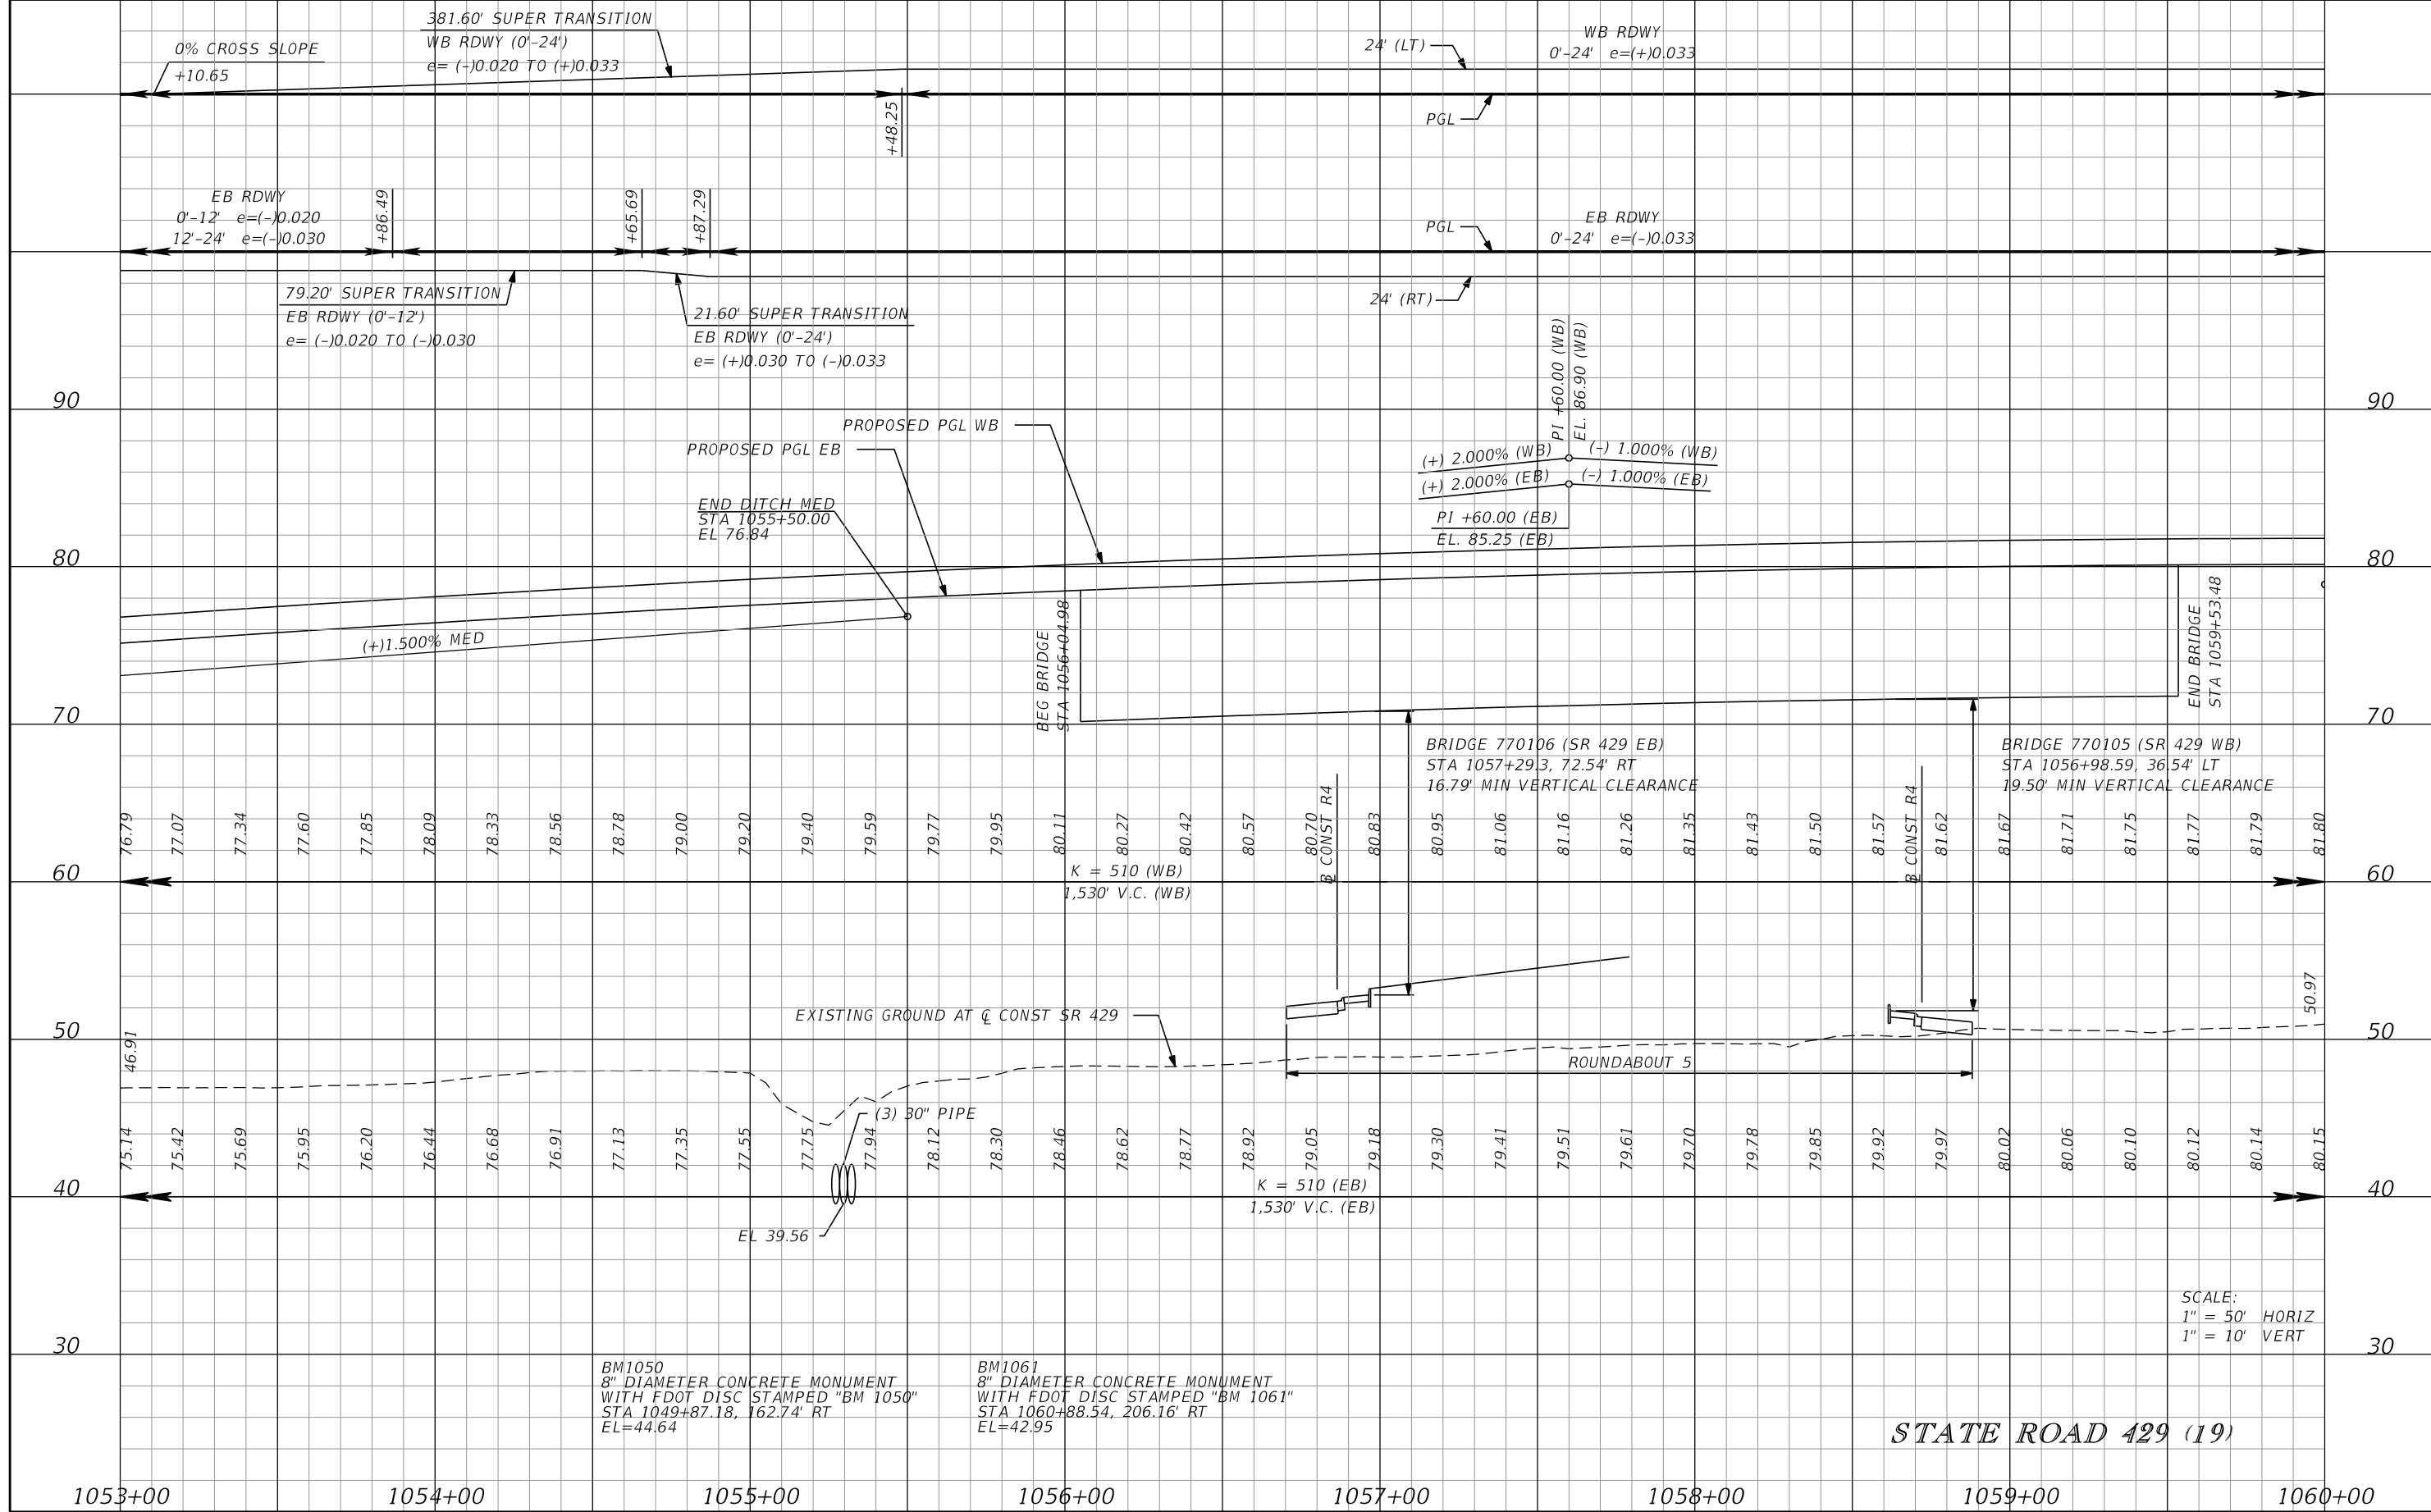 381.60' SUPER TRANSITION
WB RDWY (0'-24')
e= (-)0.020 TO (+)0.033
0% CROSS SLOPE
+10.65
24' (LT)
WB RDWY
0'-24' e=(+)0.033
PGL
+48.25
EB RDWY
0'-12' e=(-)0.020
12'-24' e=(-)0.030
+86.49
+65.69
+87.29
PGL
EB RDWY
0'-24' e=(-)0.033
79.20' SUPER TRANSITION
EB RDWY (0'-12')
e= (-)0.020 TO (-)0.030
21.60' SUPER TRANSITION
EB RDWY (0'-24')
e= (+)0.030 TO (-)0.033
24' (RT)
PI +60.00 (WB)
EL. 86.90 (WB)
90
90
PROPOSED PGL WB
PROPOSED PGL EB
(+) 2.000% (WB)
(-) 1.000% (WB)
(+) 2.000% (EB)
(-) 1.000% (EB)
PI +60.00 (EB)
EL. 85.25 (EB)
END DITCH MED
STA 1055+50.00
EL 76.84
80
80
(+)1.500% MED
BEG BRIDGE
STA 1056+04.98
END BRIDGE
STA 1059+53.48
70
70
BRIDGE 770106 (SR 429 EB)
STA 1057+29.3, 72.54' RT
16.79' MIN VERTICAL CLEARANCE
BRIDGE 770105 (SR 429 WB)
STA 1056+98.59, 36.54' LT
19.50' MIN VERTICAL CLEARANCE
℄ CONST R4
℄ CONST R4
76.79
77.07
77.34
77.60
77.85
78.09
78.33
78.56
78.78
79.00
79.20
79.40
79.59
79.77
79.95
80.11
80.27
80.42
80.57
80.70
80.83
80.95
81.06
81.16
81.26
81.35
81.43
81.50
81.57
81.62
81.67
81.71
81.75
81.77
81.79
81.80
60
60
K = 510 (WB)
1,530' V.C. (WB)
50.97
EXISTING GROUND AT ℄ CONST SR 429
46.91
50
50
ROUNDABOUT 5
(3) 30" PIPE
75.14
75.42
75.69
75.95
76.20
76.44
76.68
76.91
77.13
77.35
77.55
77.75
77.94
78.12
78.30
78.46
78.62
78.77
78.92
79.05
79.18
79.30
79.41
79.51
79.61
79.70
79.78
79.85
79.92
79.97
80.02
80.06
80.10
80.12
80.14
80.15
40
40
K = 510 (EB)
1,530' V.C. (EB)
EL 39.56
SCALE:
1" = 50' HORIZ
1" = 10' VERT
30
30
BM1050
8" DIAMETER CONCRETE MONUMENT
WITH FDOT DISC STAMPED "BM 1050"
STA 1049+87.18, 162.74' RT
EL=44.64
BM1061
8" DIAMETER CONCRETE MONUMENT
WITH FDOT DISC STAMPED "BM 1061"
STA 1060+88.54, 206.16' RT
EL=42.95
STATE ROAD 429 (19)
1053+00
1054+00
1055+00
1056+00
1057+00
1058+00
1059+00
1060+00